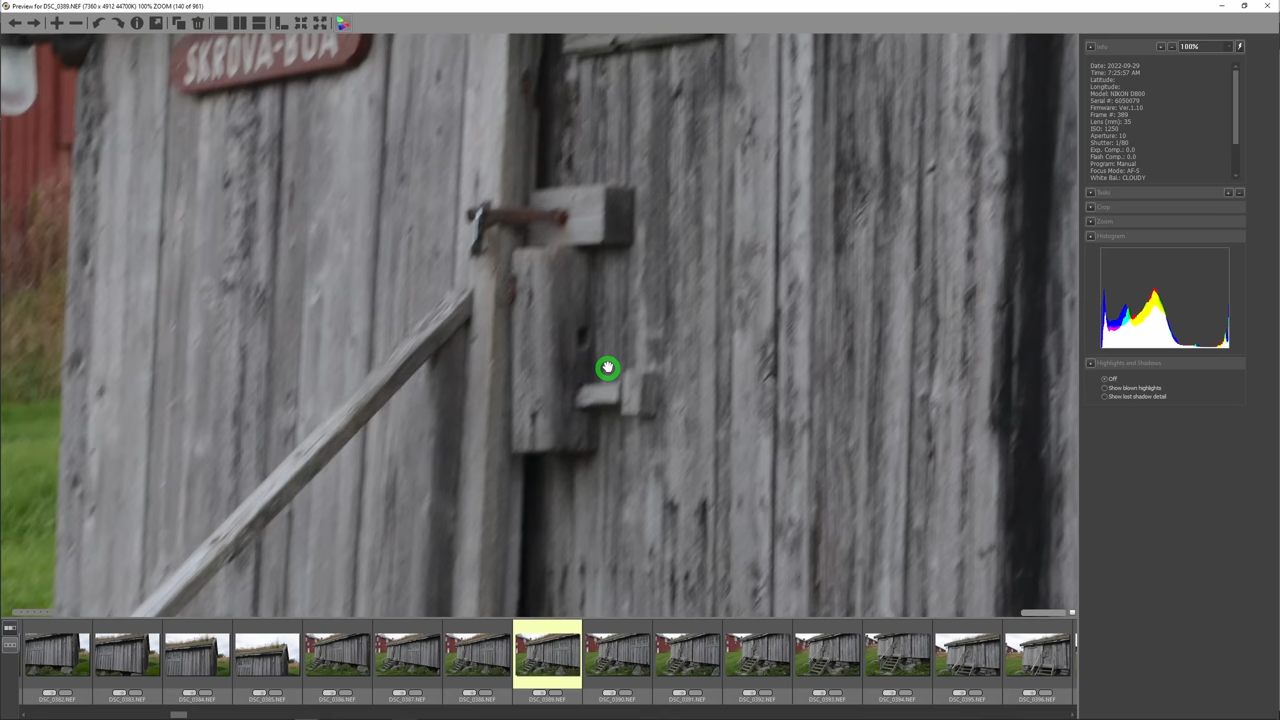 Preview for DSC_0389.NEF (7360 x 4912 44700K) 100% ZOOM (140 of 961)
SKROVA-BUA
Info
100%
Date: 2022-09-29
Time: 7:25:57 AM
Latitude:
Longitude:
Model: NIKON D800
Serial #: 6050079
Firmware: Ver.1.10
Frame #: 389
Lens (mm): 35
ISO: 1250
Aperture: 10
Shutter: 1/80
Exp. Comp.: 0.0
Flash Comp.: 0.0
Program: Manual
Focus Mode: AF-S
White Bal.: CLOUDY
Tasks
Crop
Zoom
Histogram
Highlights and Shadows
Off
Show blown highlights
Show lost shadow detail
DSC_0382.NEF
DSC_0383.NEF
DSC_0384.NEF
DSC_0385.NEF
DSC_0386.NEF
DSC_0387.NEF
DSC_0388.NEF
DSC_0389.NEF
DSC_0390.NEF
DSC_0391.NEF
DSC_0392.NEF
DSC_0393.NEF
DSC_0394.NEF
DSC_0395.NEF
DSC_0396.NEF